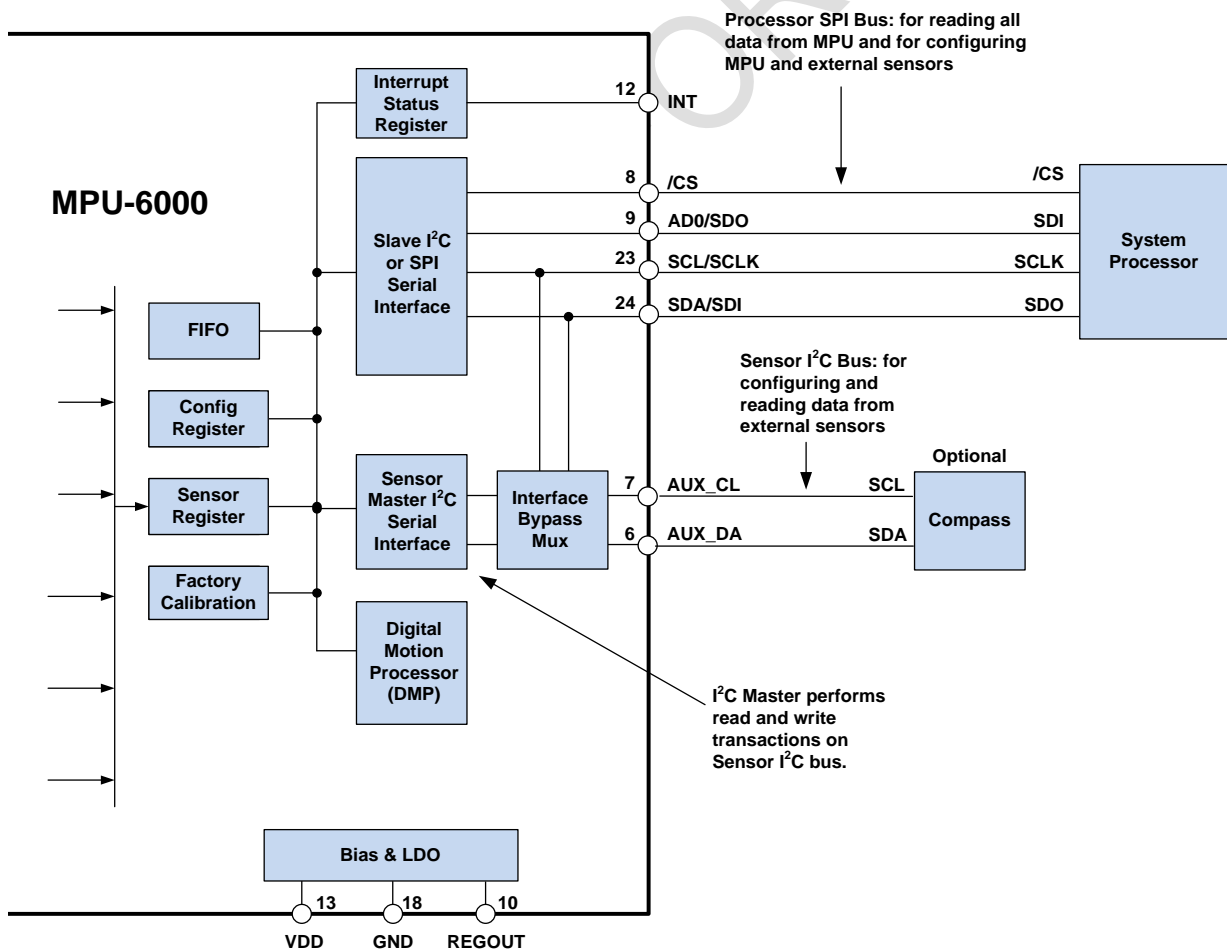 Processor SPI Bus: for reading all
data from MPU and for configuring
MPU and external sensors
MPU-6000
Interrupt
Status
Register
12
INT
8
/CS
/CS
9
AD0/SDO
SDI
23
SCL/SCLK
SCLK
24
SDA/SDI
SDO
Slave I²C
or SPI
Serial
Interface
System
Processor
FIFO
Config
Register
Sensor
Register
Factory
Calibration
Sensor
Master I²C
Serial
Interface
Interface
Bypass
Mux
Sensor I²C Bus: for
configuring and
reading data from
external sensors
Optional
7
AUX_CL
SCL
6
AUX_DA
SDA
Compass
Digital
Motion
Processor
(DMP)
I²C Master performs
read and write
transactions on
Sensor I²C bus.
Bias & LDO
13
18
10
VDD
GND
REGOUT